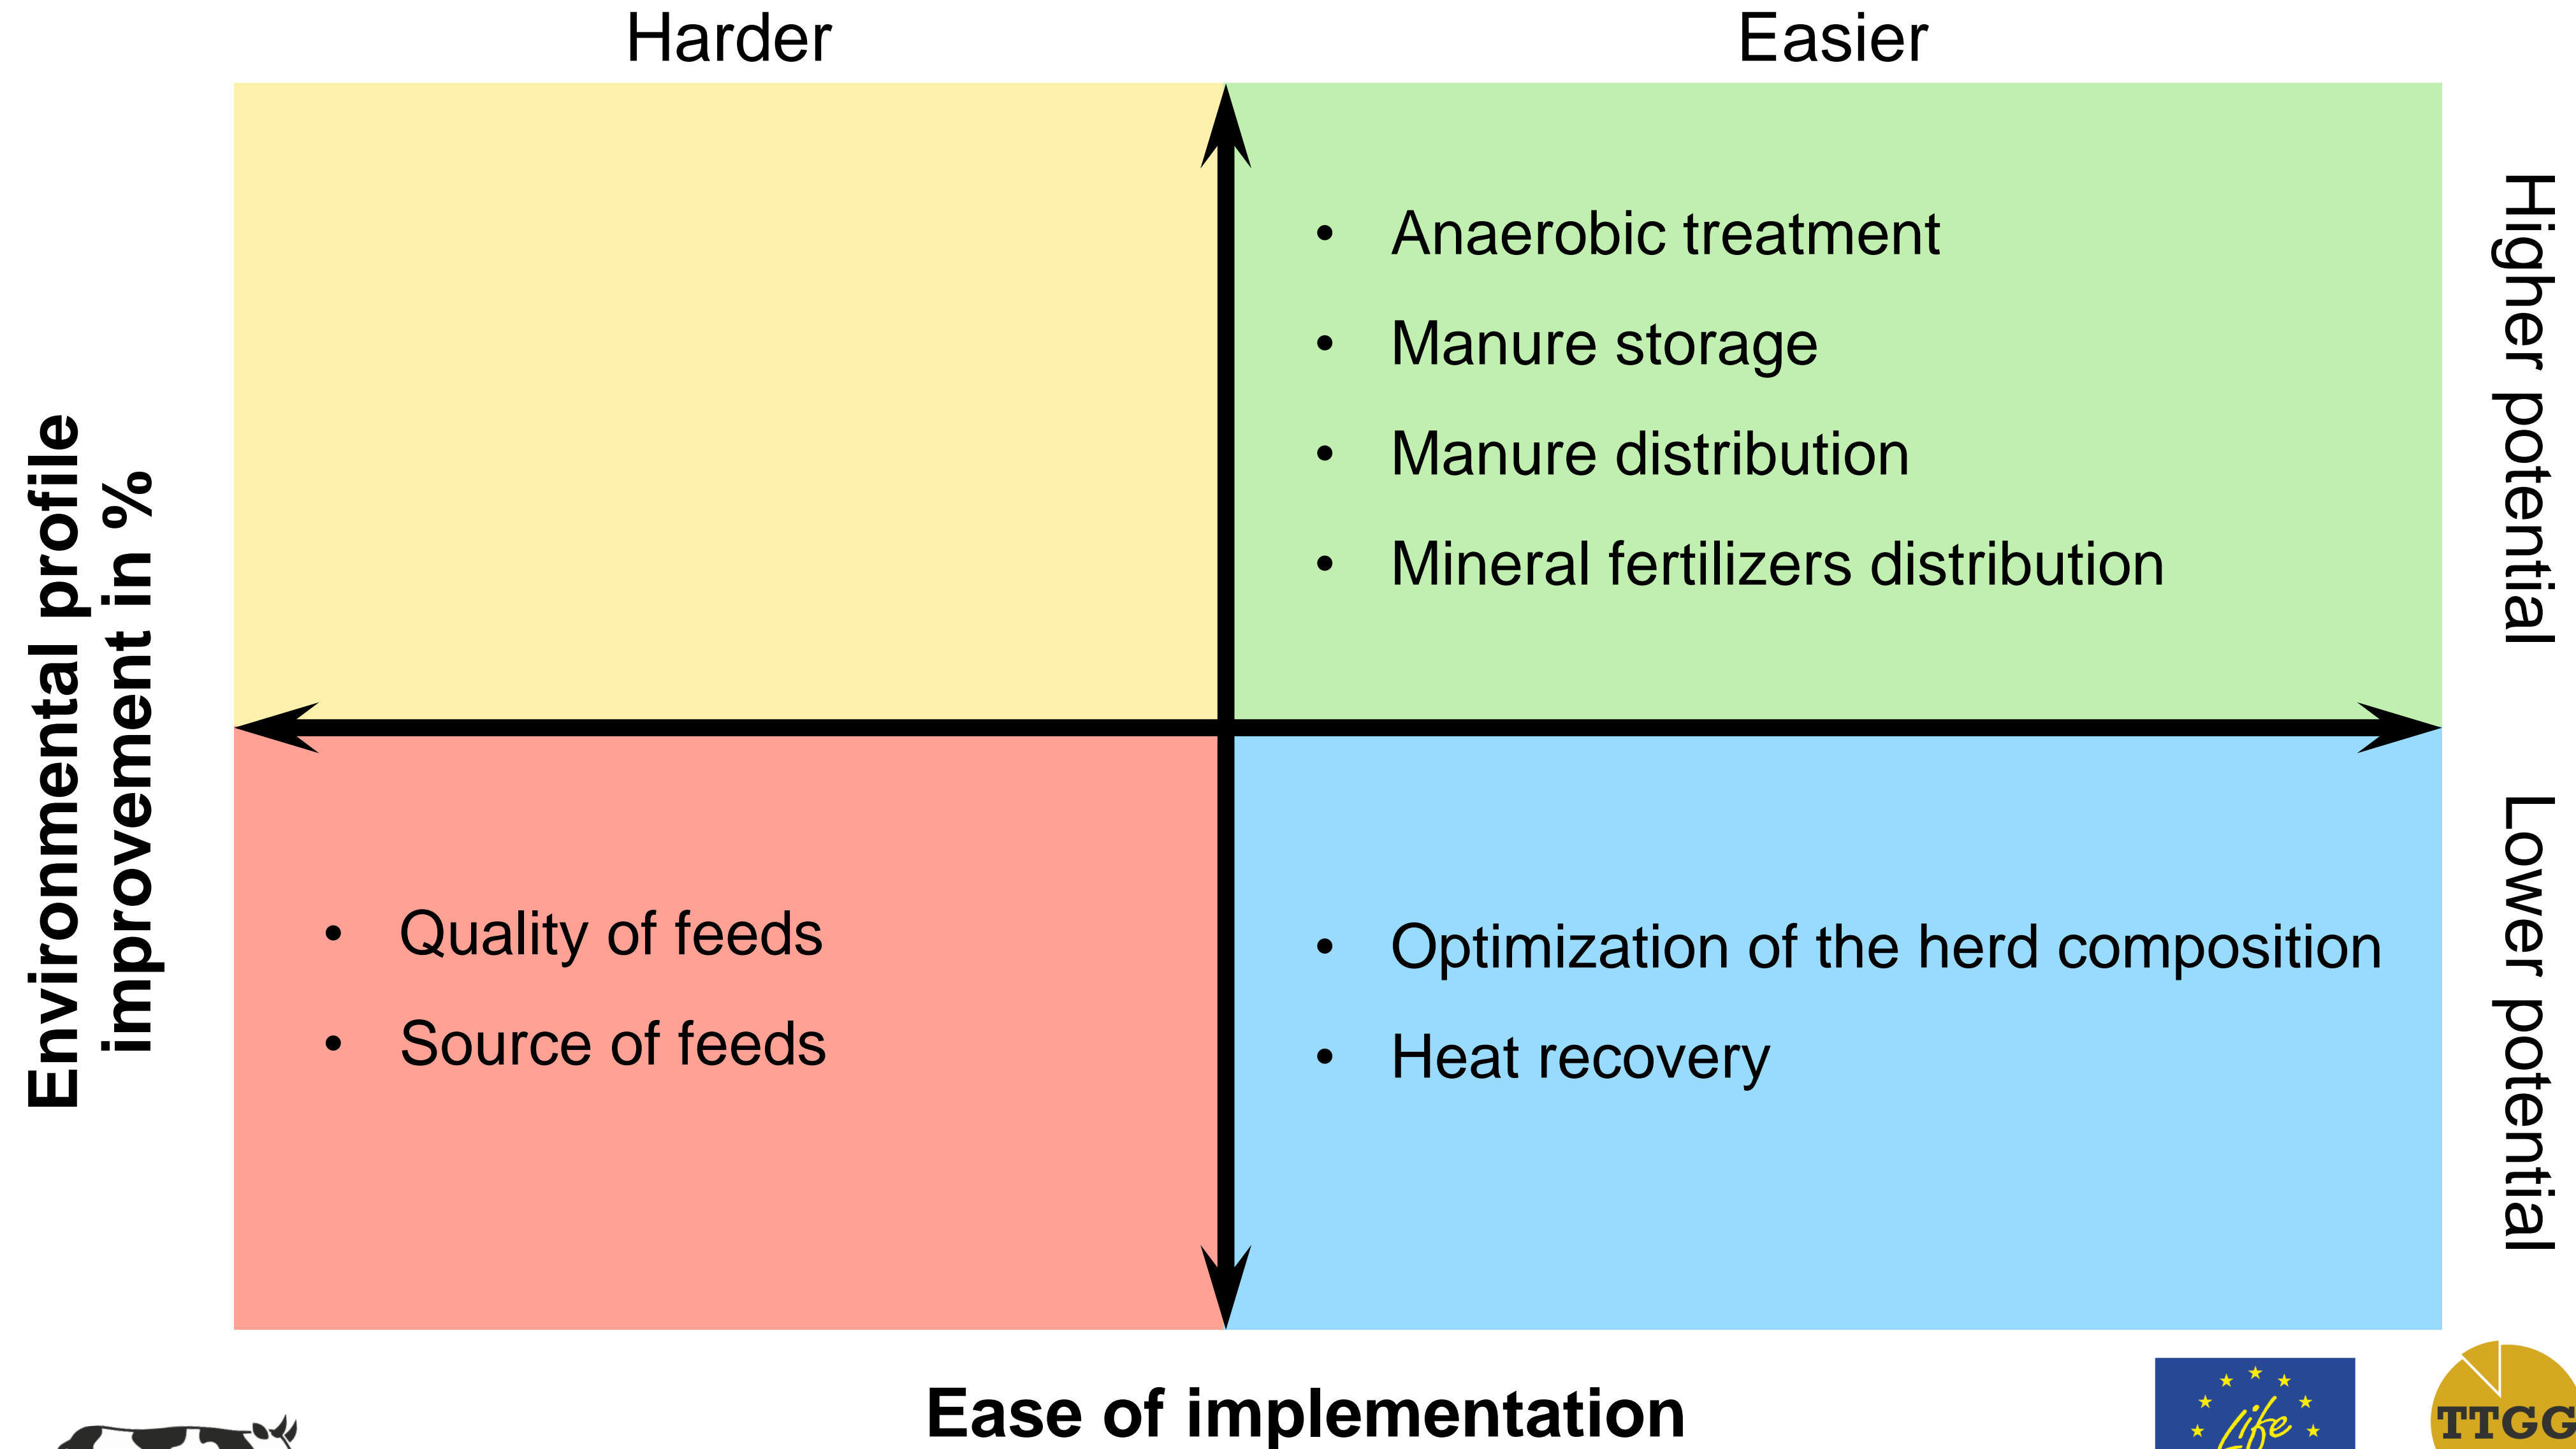 Harder
Easier
Environmental profile
improvement in %
• Anaerobic treatment
• Manure storage
• Manure distribution
• Mineral fertilizers distribution
Higher potential
• Quality of feeds
• Source of feeds
• Optimization of the herd composition
• Heat recovery
Lower potential
Ease of implementation
Life
TTGG